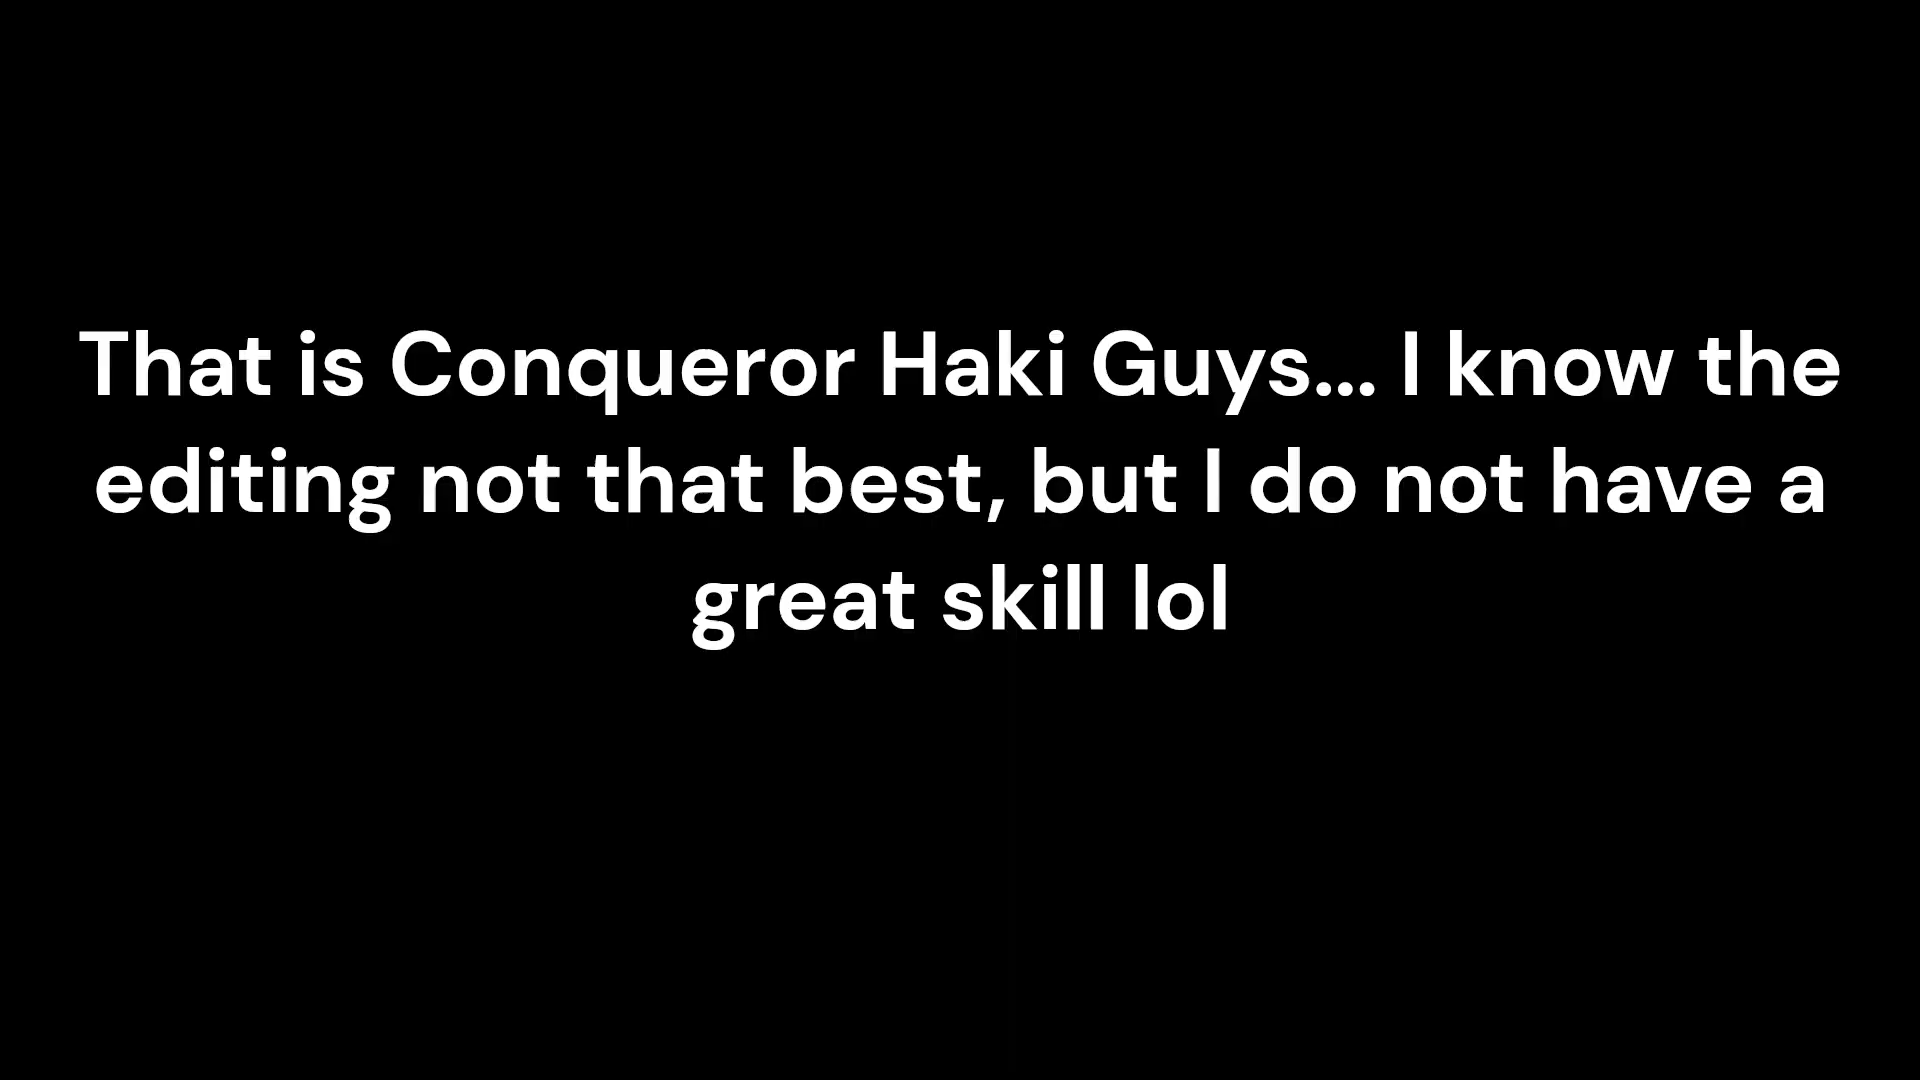 That is Conqueror Haki Guys... I know the
editing not that best, but I do not have a
great skill lol